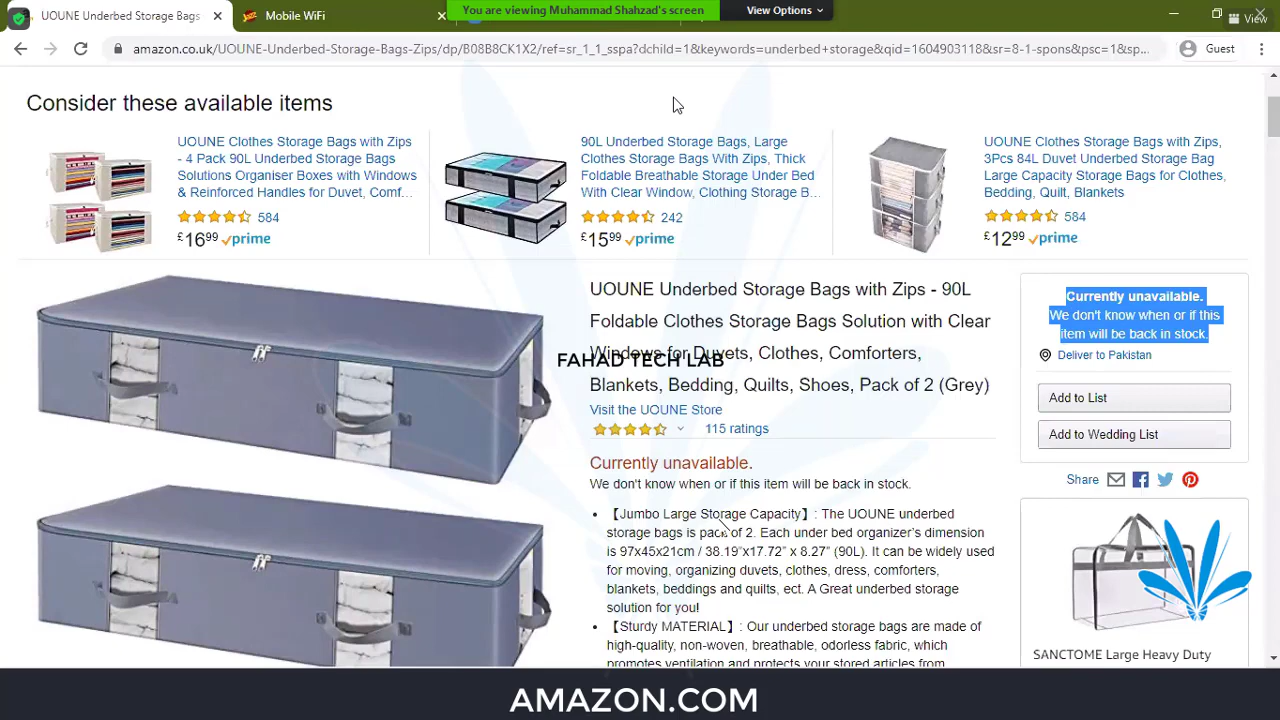 UOUNE Underbed Storage Bags
Mobile WiFi
You are viewing Muhammad Shahzad's screen
View Options
View
amazon.co.uk/UOUNE-Underbed-Storage-Bags-Zips/dp/B08B8CK1X2/ref=sr_1_1_sspa?dchild=1&keywords=underbed+storage&qid=1604903118&sr=8-1-spons&psc=1&sp...
Guest
Consider these available items
UOUNE Clothes Storage Bags with Zips
- 4 Pack 90L Underbed Storage Bags
Solutions Organiser Boxes with Windows
& Reinforced Handles for Duvet, Comf...
584
£16⁹⁹ prime
90L Underbed Storage Bags, Large
Clothes Storage Bags With Zips, Thick
Foldable Breathable Storage Under Bed
With Clear Window, Clothing Storage B...
242
£15⁹⁹ prime
UOUNE Clothes Storage Bags with Zips,
3Pcs 84L Duvet Underbed Storage Bag
Large Capacity Storage Bags for Clothes,
Bedding, Quilt, Blankets
584
£12⁹⁹ prime
UOUNE Underbed Storage Bags with Zips - 90L
Foldable Clothes Storage Bags Solution with Clear
Windows for Duvets, Clothes, Comforters,
Blankets, Bedding, Quilts, Shoes, Pack of 2 (Grey)
FAHAD TECH LAB
Visit the UOUNE Store
115 ratings
Currently unavailable.
We don't know when or if this item will be back in stock.
• 【Jumbo Large Storage Capacity】: The UOUNE underbed
storage bags is pack of 2. Each under bed organizer's dimension
is 97x45x21cm / 38.19"x17.72" x 8.27" (90L). It can be widely used
for moving, organizing duvets, clothes, dress, comforters,
blankets, beddings and quilts, ect. A Great underbed storage
solution for you!
• 【Sturdy MATERIAL】: Our underbed storage bags are made of
high-quality, non-woven, breathable, odorless fabric, which
promotes ventilation and protects your stored articles from
Currently unavailable.
We don't know when or if this
item will be back in stock.
Deliver to Pakistan
Add to List
Add to Wedding List
Share
SANCTOME Large Heavy Duty
AMAZON.COM